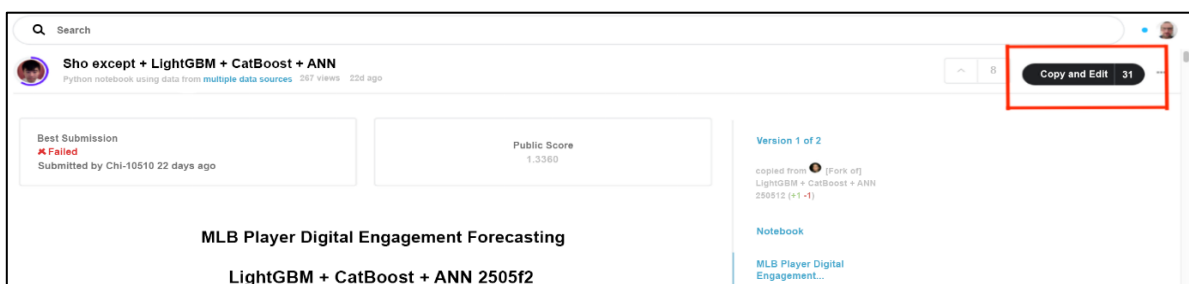 Search
Sho except + LightGBM + CatBoost + ANN
Python notebook using data from multiple data sources 267 views 22d ago
8
Copy and Edit 31
Best Submission
Failed
Submitted by Chi-10510 22 days ago
Public Score
1.3360
Version 1 of 2
copied from [Fork of]
LightGBM + CatBoost + ANN
250512 (+1 -1)
Notebook
MLB Player Digital
Engagement...
MLB Player Digital Engagement Forecasting
LightGBM + CatBoost + ANN 2505f2